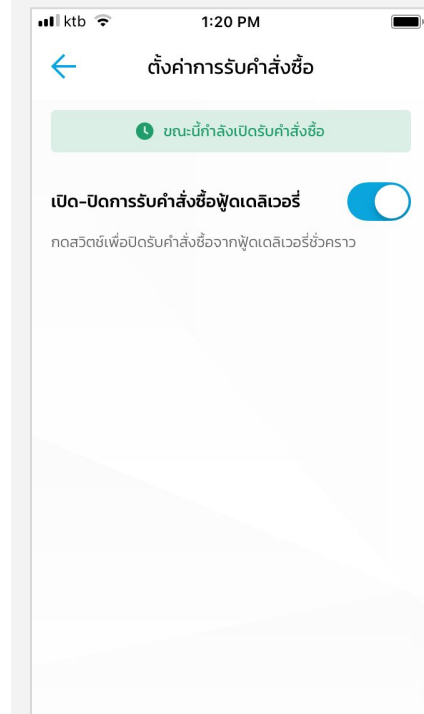 ktb 1:20 PM
ตั้งค่าการรับคำสั่งซื้อ
ขณะนี้กำลังเปิดรับคำสั่งซื้อ
เปิด-ปิดการรับคำสั่งซื้อฟู้ดเดลิเวอรี่
กดสวิตช์เพื่อปิดรับคำสั่งซื้อจากฟู้ดเดลิเวอรี่ชั่วคราว